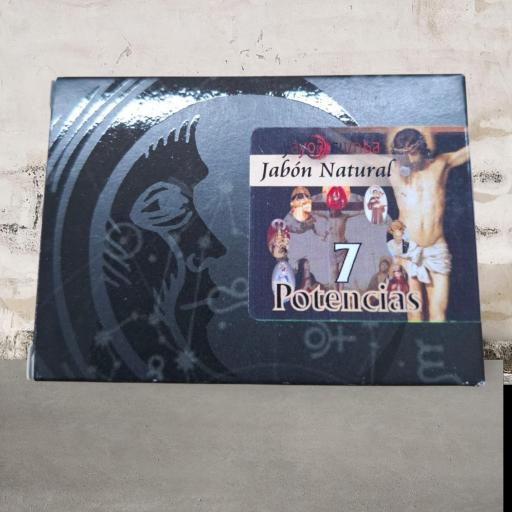 Jabón Natural
7
Potencias